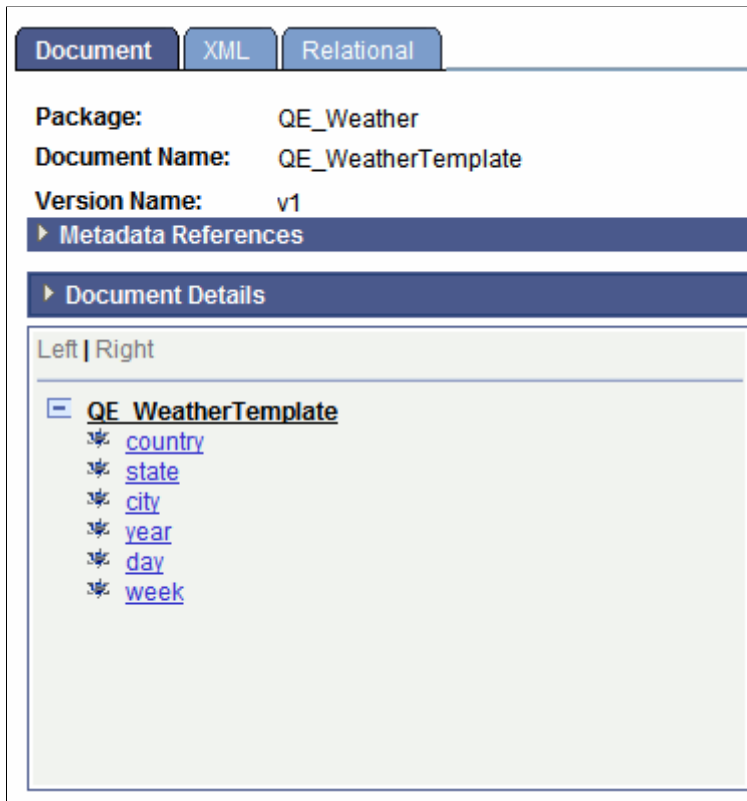 Document XML Relational
Package: QE_Weather
Document Name: QE_WeatherTemplate
Version Name: v1
Metadata References
Document Details
Left | Right
QE_WeatherTemplate
country
state
city
year
day
week